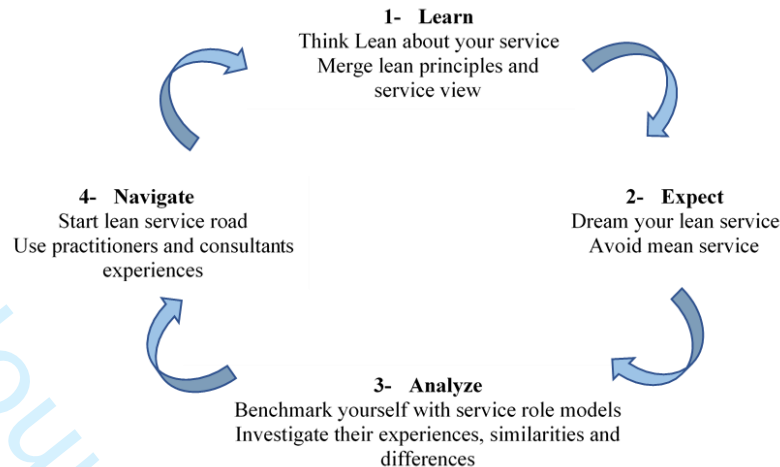 1- Learn
Think Lean about your service
Merge lean principles and
service view
2- Expect
Dream your lean service
Avoid mean service
3- Analyze
Benchmark yourself with service role models
Investigate their experiences, similarities and
differences
4- Navigate
Start lean service road
Use practitioners and consultants
experiences